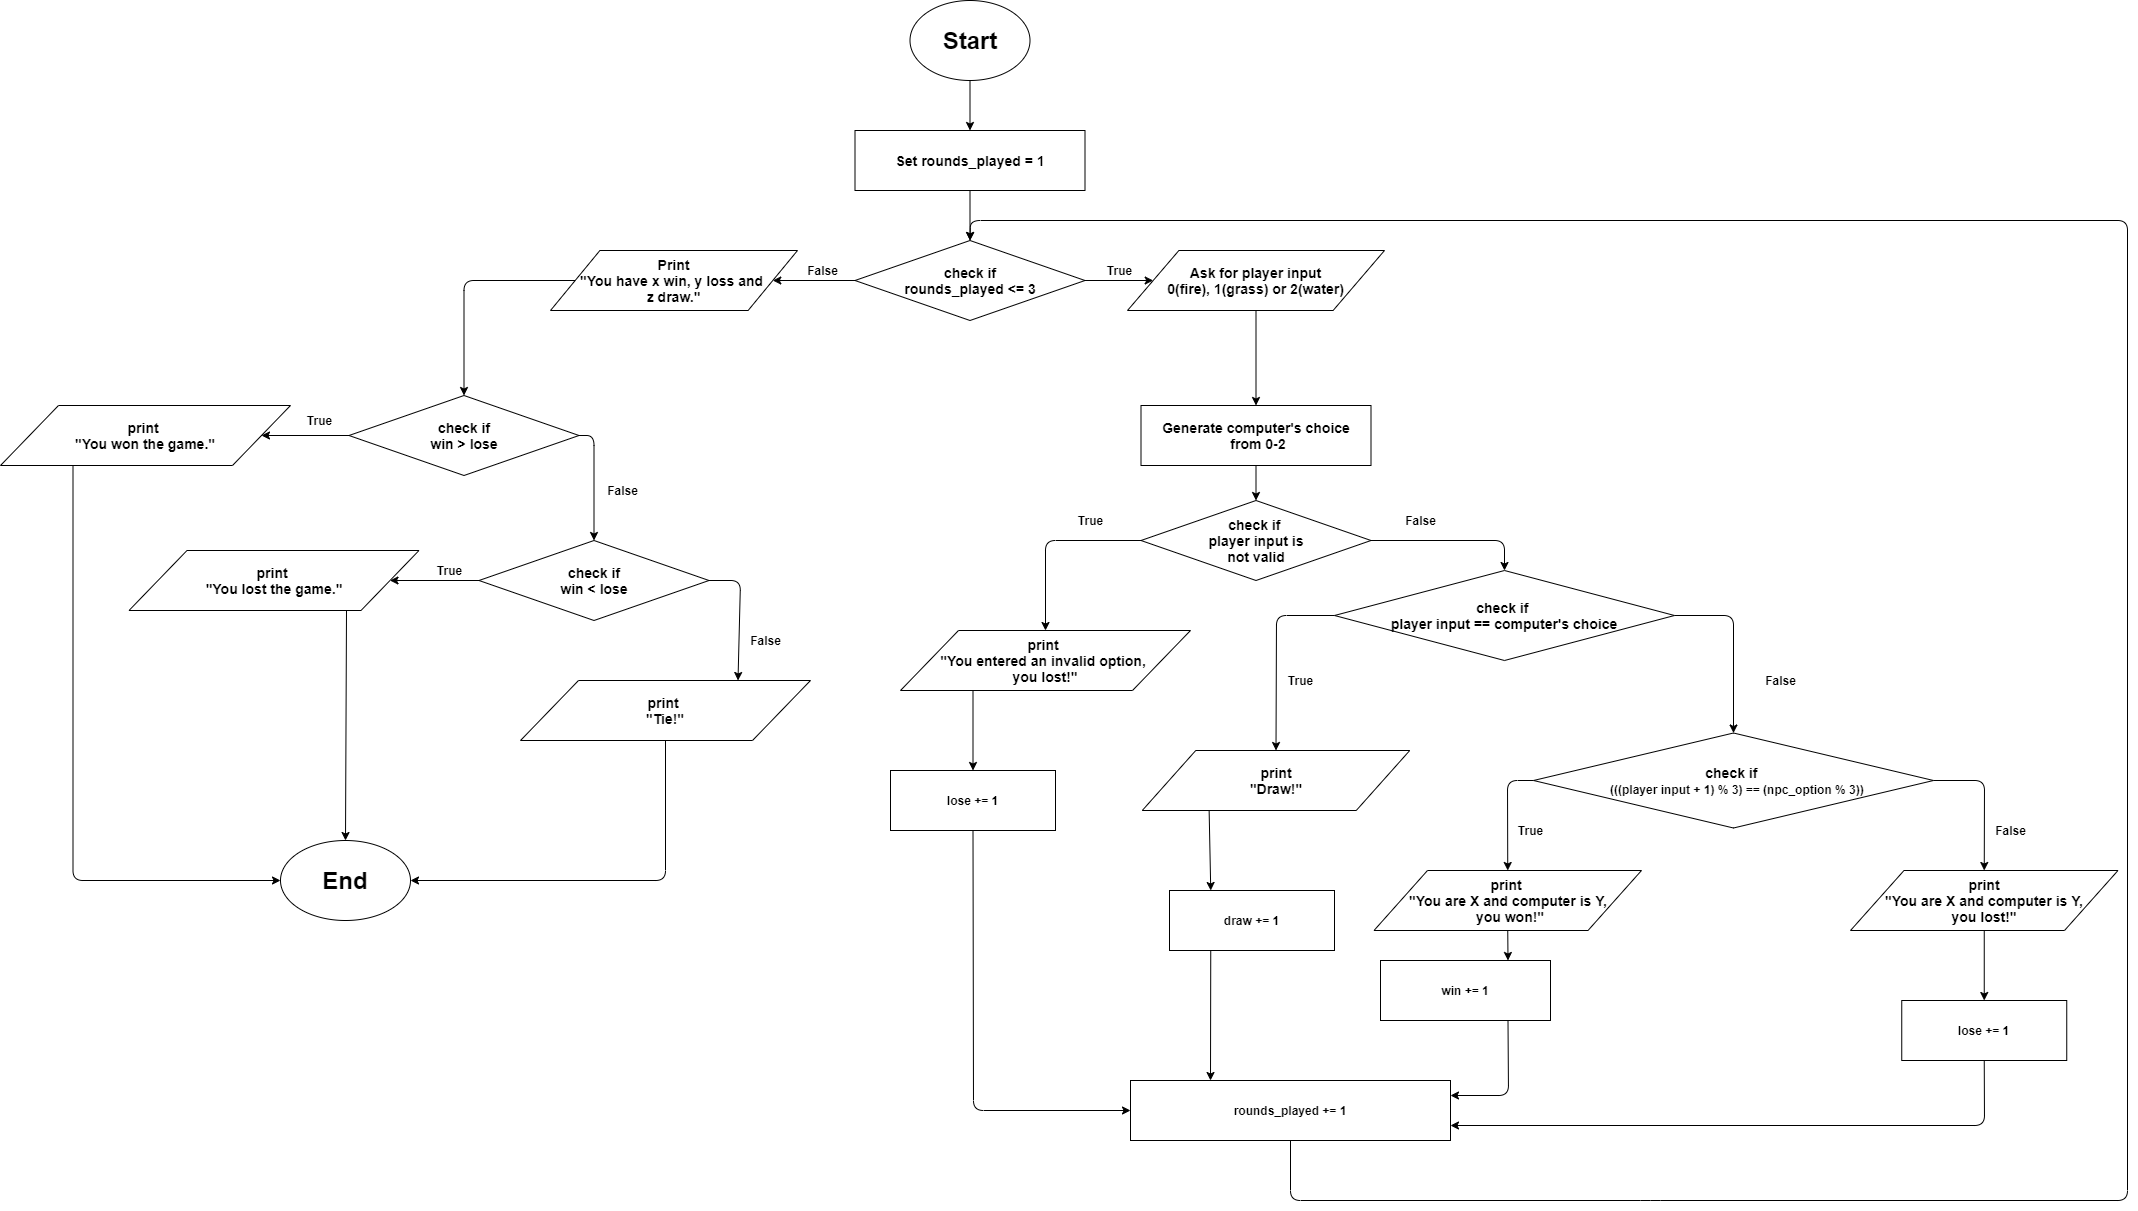 Start
Set rounds_played = 1
check if
rounds_played <= 3
False
True
Print
"You have x win, y loss and
z draw."
Ask for player input
0(fire), 1(grass) or 2(water)
check if
win > lose
True
False
print
"You won the game."
check if
win < lose
True
False
print
"You lost the game."
print
"Tie!"
End
Generate computer's choice
from 0-2
check if
player input is
not valid
True
False
print
"You entered an invalid option,
you lost!"
lose += 1
check if
player input == computer's choice
True
False
print
"Draw!"
draw += 1
check if
(((player input + 1) % 3) == (npc_option % 3))
True
False
print
"You are X and computer is Y,
you won!"
win += 1
print
"You are X and computer is Y,
you lost!"
lose += 1
rounds_played += 1